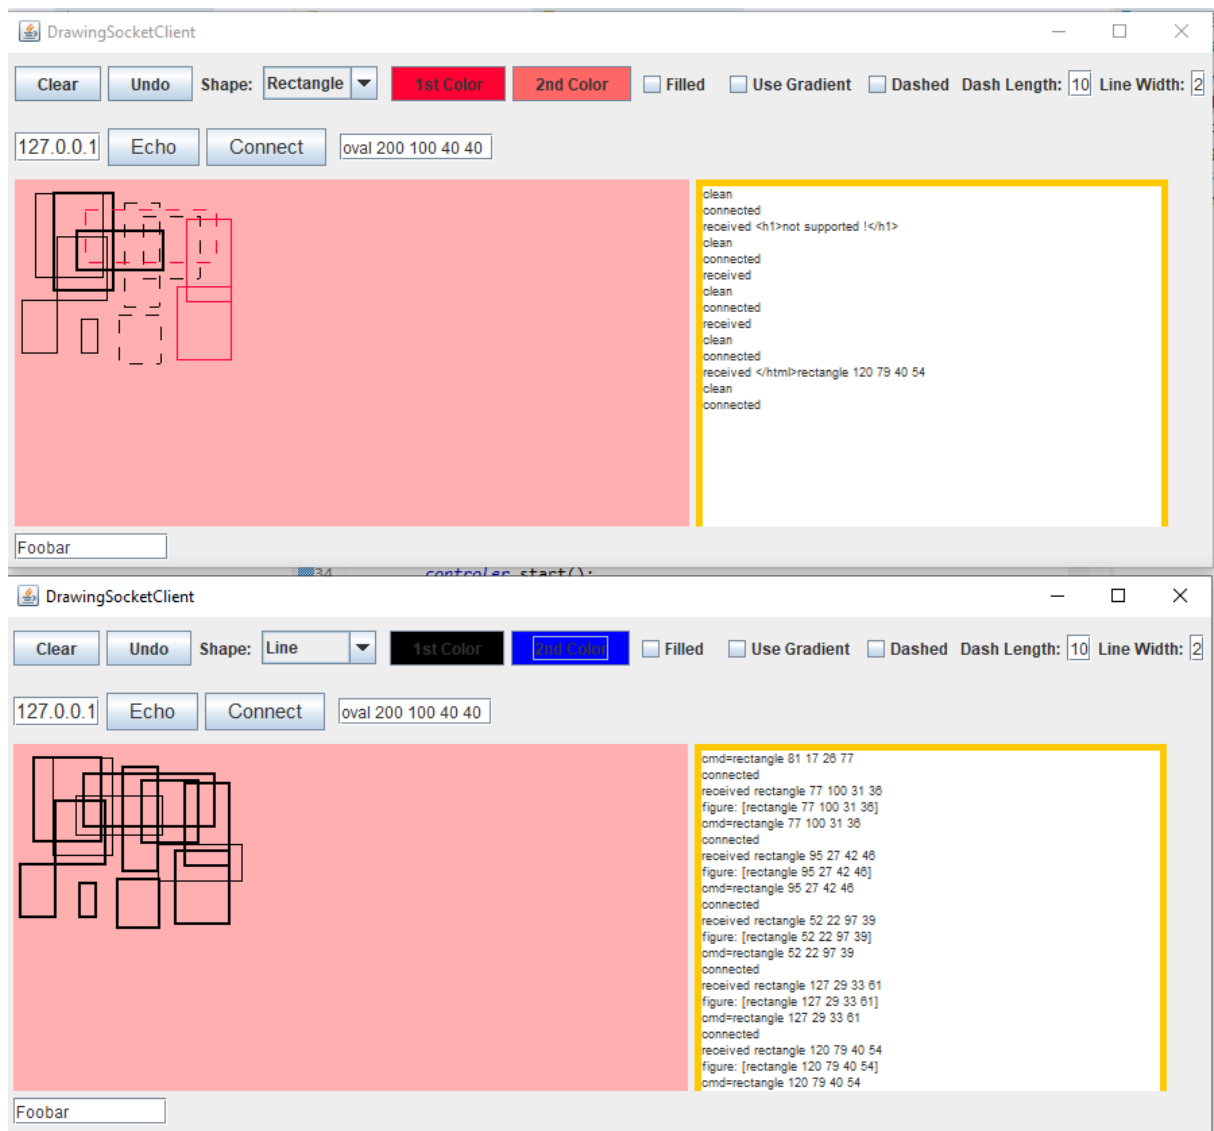 DrawingSocketClient
Clear Undo Shape: Rectangle 1st Color 2nd Color Filled Use Gradient Dashed Dash Length: 10 Line Width: 2
127.0.0.1 Echo Connect oval 200 100 40 40
clean
connected
received <h1>not supported !</h1>
clean
connected
received
clean
connected
received
clean
connected
received </html>rectangle 120 79 40 54
clean
connected
Foobar
34 controler.start();
DrawingSocketClient
Clear Undo Shape: Line 1st Color 2nd Color Filled Use Gradient Dashed Dash Length: 10 Line Width: 2
127.0.0.1 Echo Connect oval 200 100 40 40
cmd=rectangle 81 17 26 77
connected
received rectangle 77 100 31 36
figure: [rectangle 77 100 31 36]
cmd=rectangle 77 100 31 36
connected
received rectangle 95 27 42 46
figure: [rectangle 95 27 42 46]
cmd=rectangle 95 27 42 46
connected
received rectangle 52 22 97 39
figure: [rectangle 52 22 97 39]
cmd=rectangle 52 22 97 39
connected
received rectangle 127 29 33 61
figure: [rectangle 127 29 33 61]
cmd=rectangle 127 29 33 61
connected
received rectangle 120 79 40 54
figure: [rectangle 120 79 40 54]
cmd=rectangle 120 79 40 54
Foobar